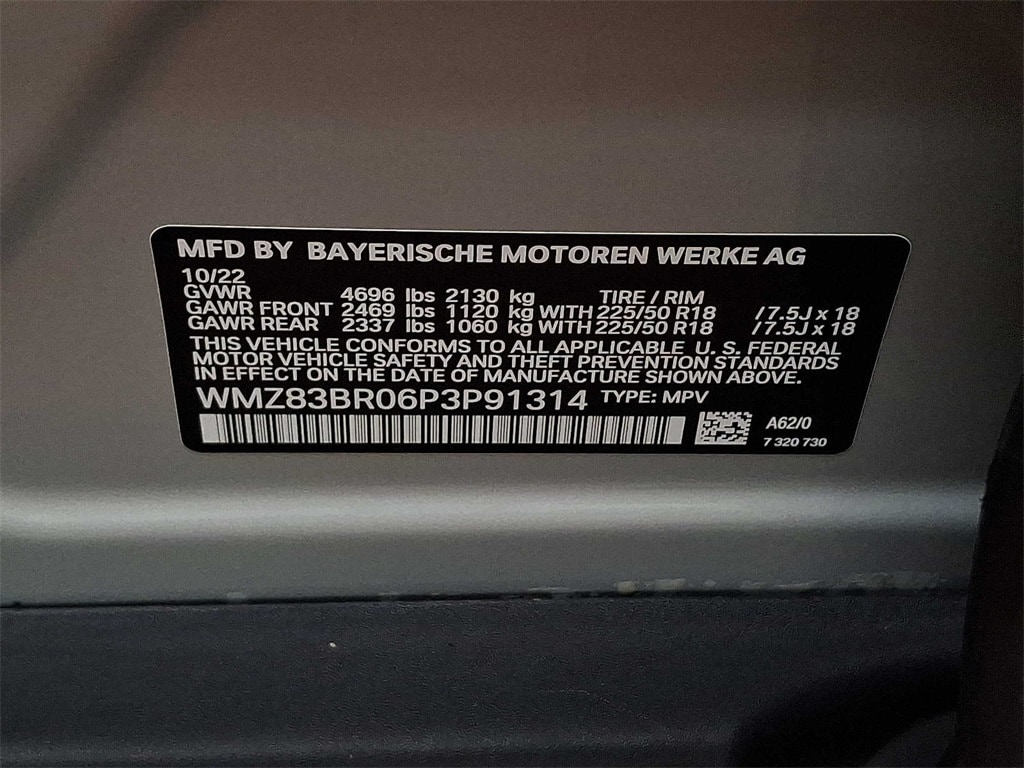 MFD BY BAYERISCHE MOTOREN WERKE AG
10/22
GVWR 4696 lbs 2130 kg TIRE / RIM
GAWR FRONT 2469 lbs 1120 kg WITH 225/50 R18 / 7.5J x 18
GAWR REAR 2337 lbs 1060 kg WITH 225/50 R18 / 7.5J x 18
THIS VEHICLE CONFORMS TO ALL APPLICABLE U. S. FEDERAL
MOTOR VEHICLE SAFETY AND THEFT PREVENTION STANDARDS
IN EFFECT ON THE DATE OF MANUFACTURE SHOWN ABOVE.
WMZ83BR06P3P91314 TYPE: MPV
A62/0
7 320 730